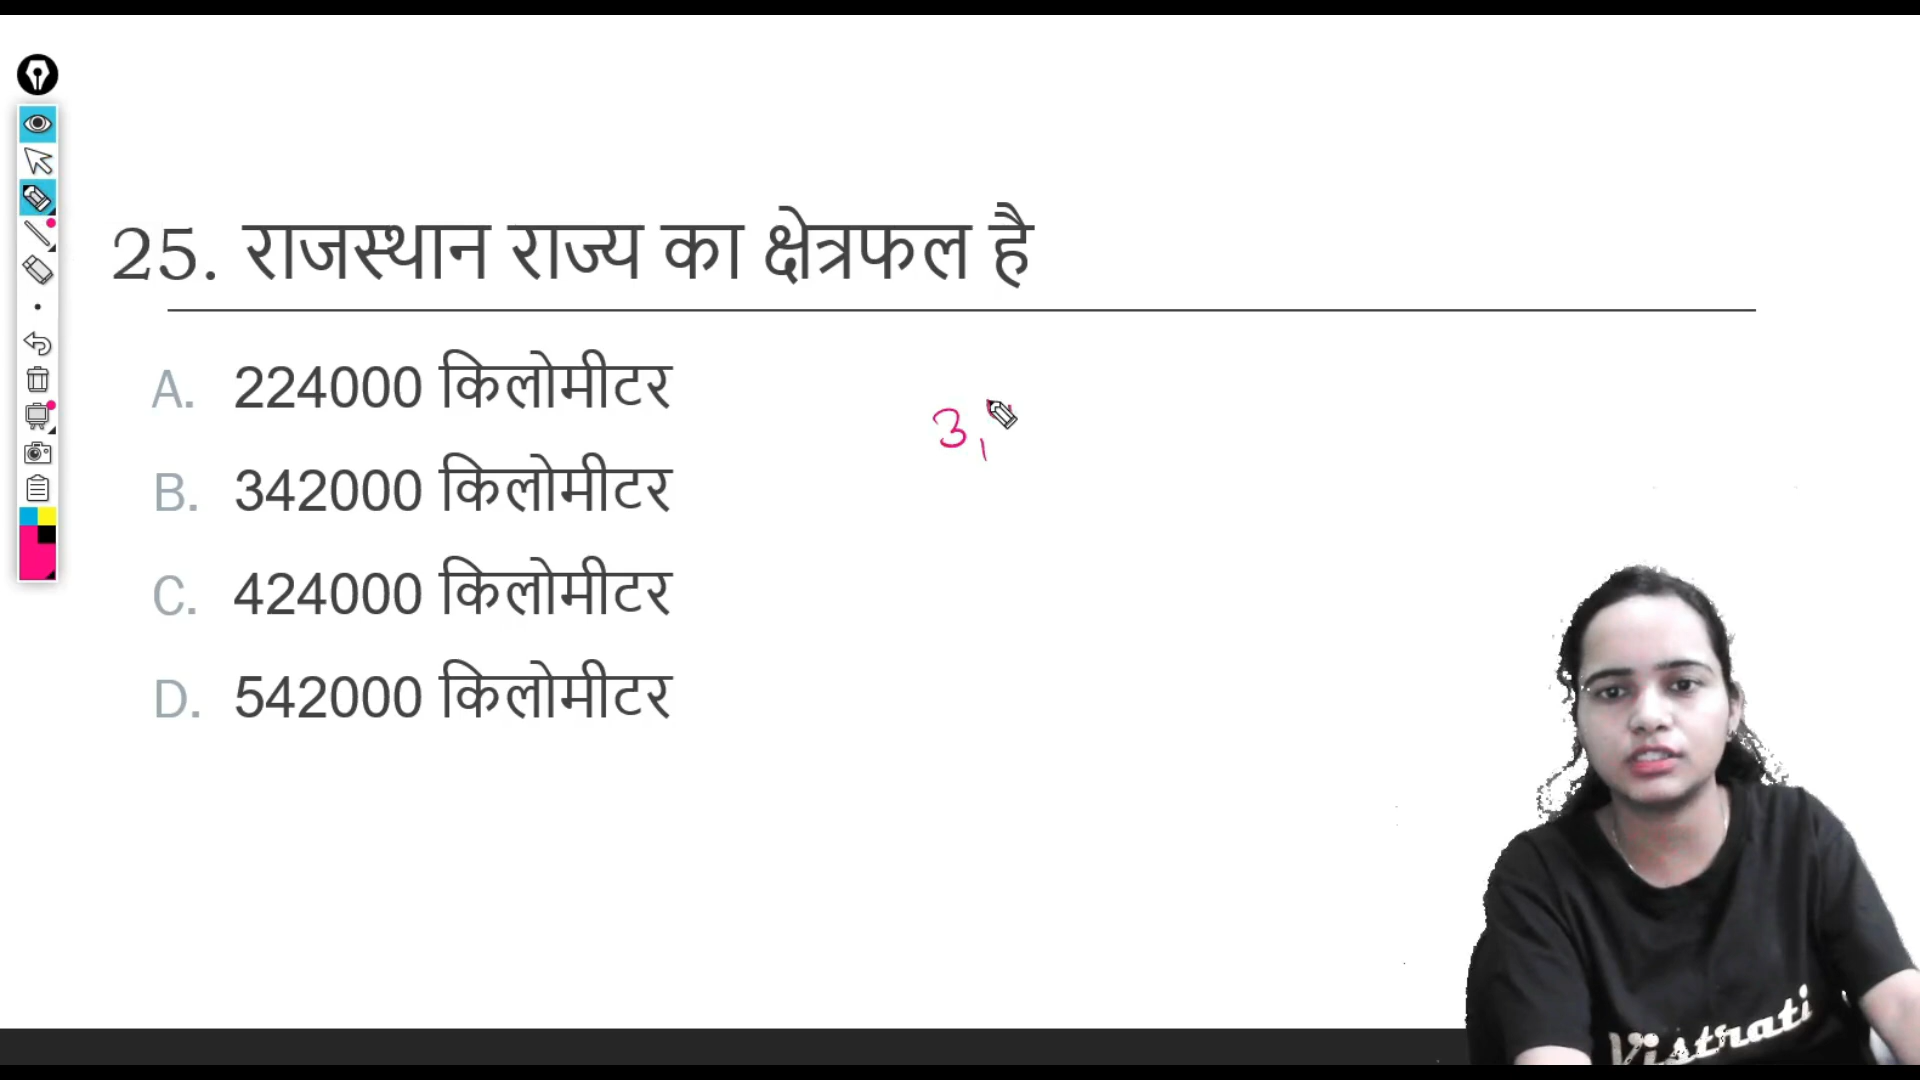 25. राजस्थान राज्य का क्षेत्रफल है
A. 224000 किलोमीटर
B. 342000 किलोमीटर
3,
C. 424000 किलोमीटर
D. 542000 किलोमीटर
Vistrati